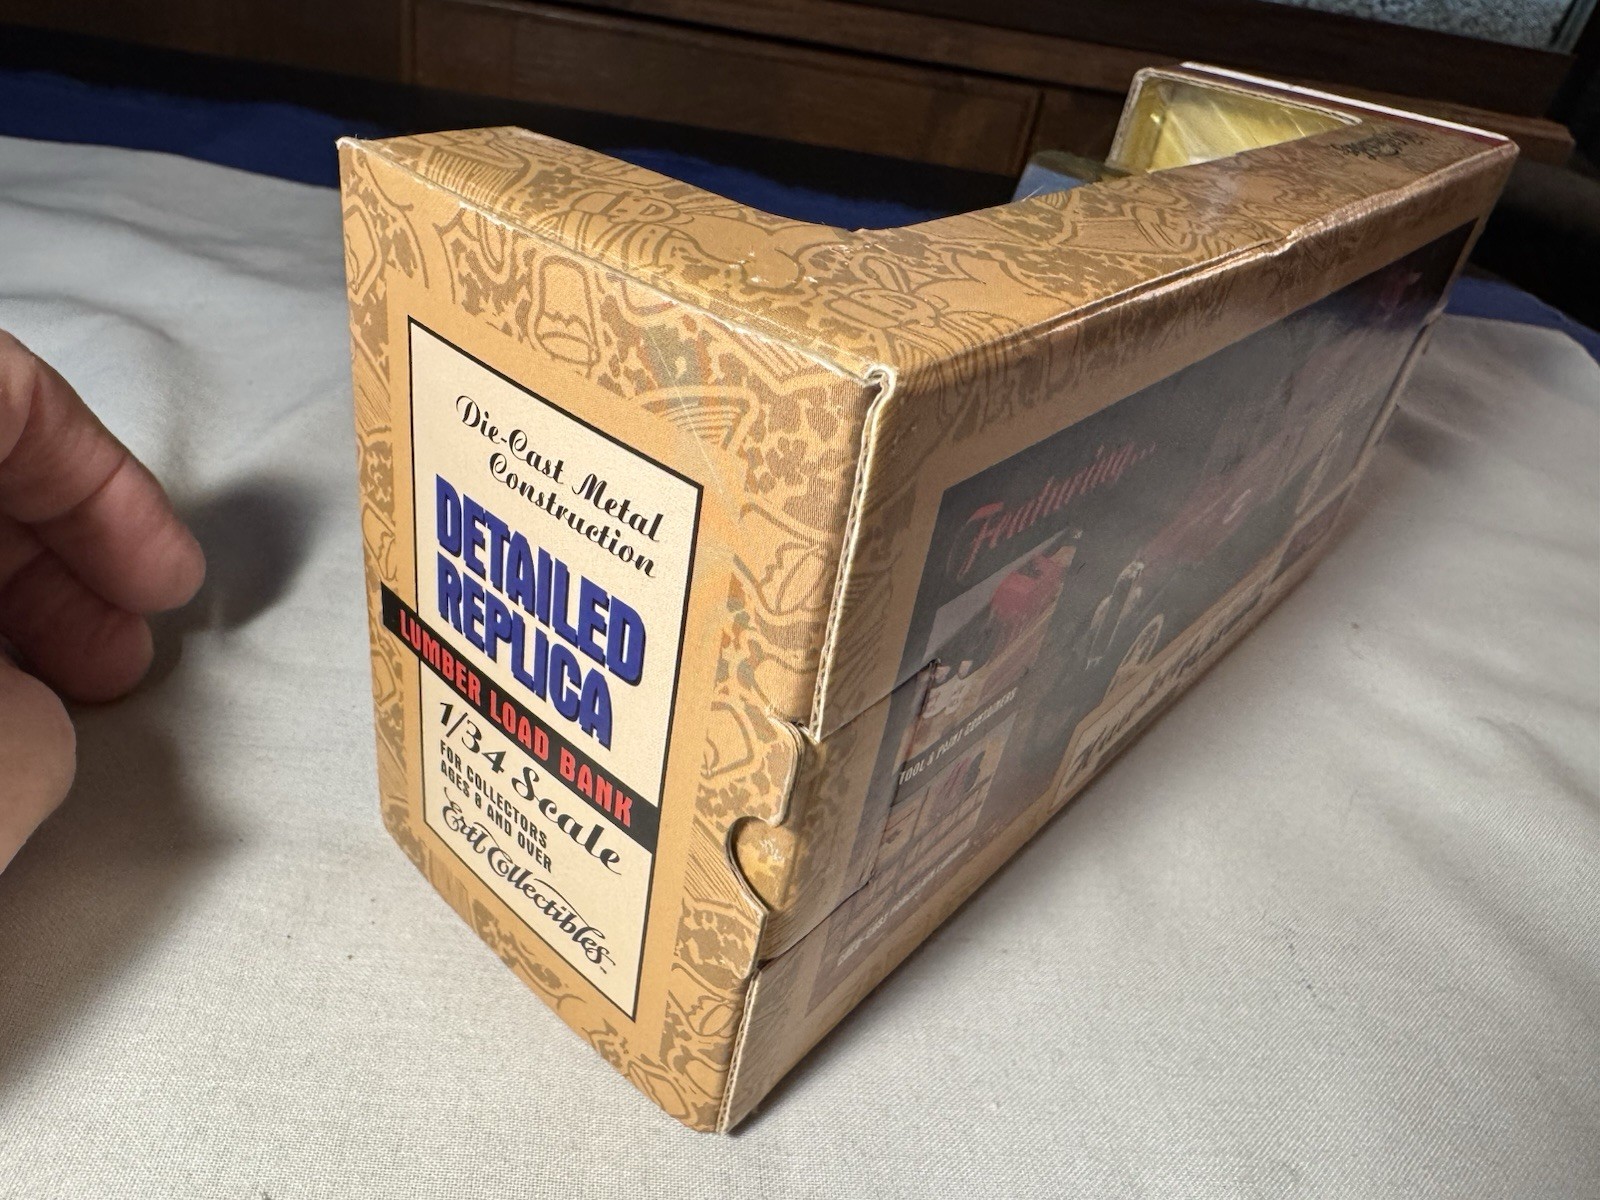 Die-Cast Metal
Construction
DETAILED
REPLICA
LUMBER LOAD BANK
1/34 Scale
FOR COLLECTORS
AGES 8 AND OVER
Ertl Collectibles™
Featuring...
TOOL & PAINT CONTAINERS